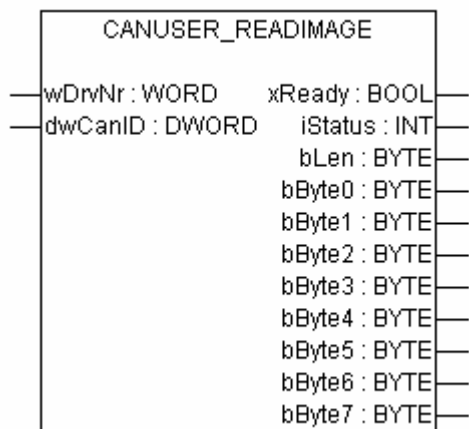 CANUSER_READIMAGE
wDrvNr : WORD xReady : BOOL
dwCanID : DWORD iStatus : INT
bLen : BYTE
bByte0 : BYTE
bByte1 : BYTE
bByte2 : BYTE
bByte3 : BYTE
bByte4 : BYTE
bByte5 : BYTE
bByte6 : BYTE
bByte7 : BYTE